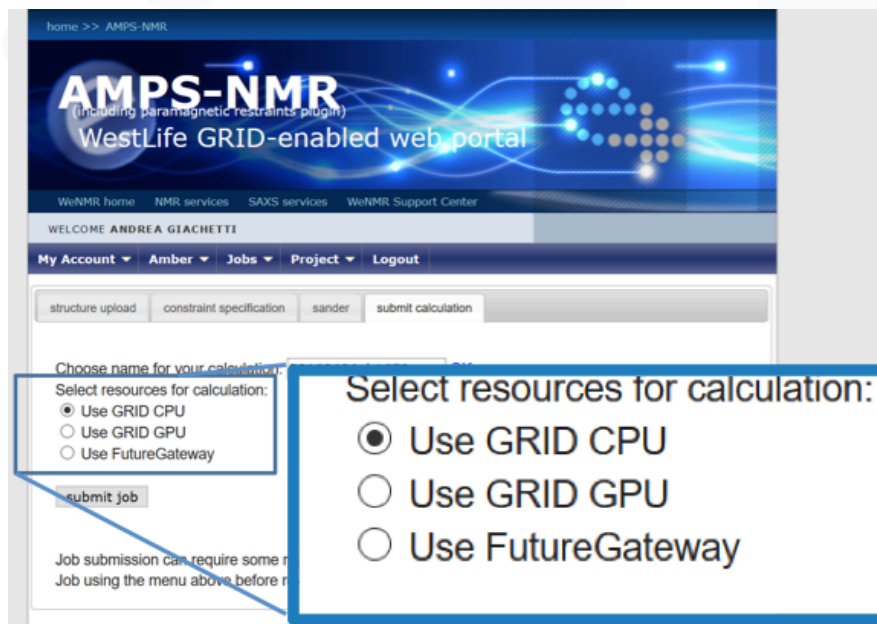 home >> AMPS-NMR
AMPS-NMR
(including paramagnetic restraints plugin)
WestLife GRID-enabled web portal
WeNMR home NMR services SAXS services WeNMR Support Center
WELCOME ANDREA GIACHETTI
My Account Amber Jobs Project Logout
structure upload constraint specification sander submit calculation
Choose name for your calculation:
Select resources for calculation:
Use GRID CPU
Use GRID GPU
Use FutureGateway
submit job
Job submission can require some
Job using the menu above before
Select resources for calculation:
Use GRID CPU
Use GRID GPU
Use FutureGateway